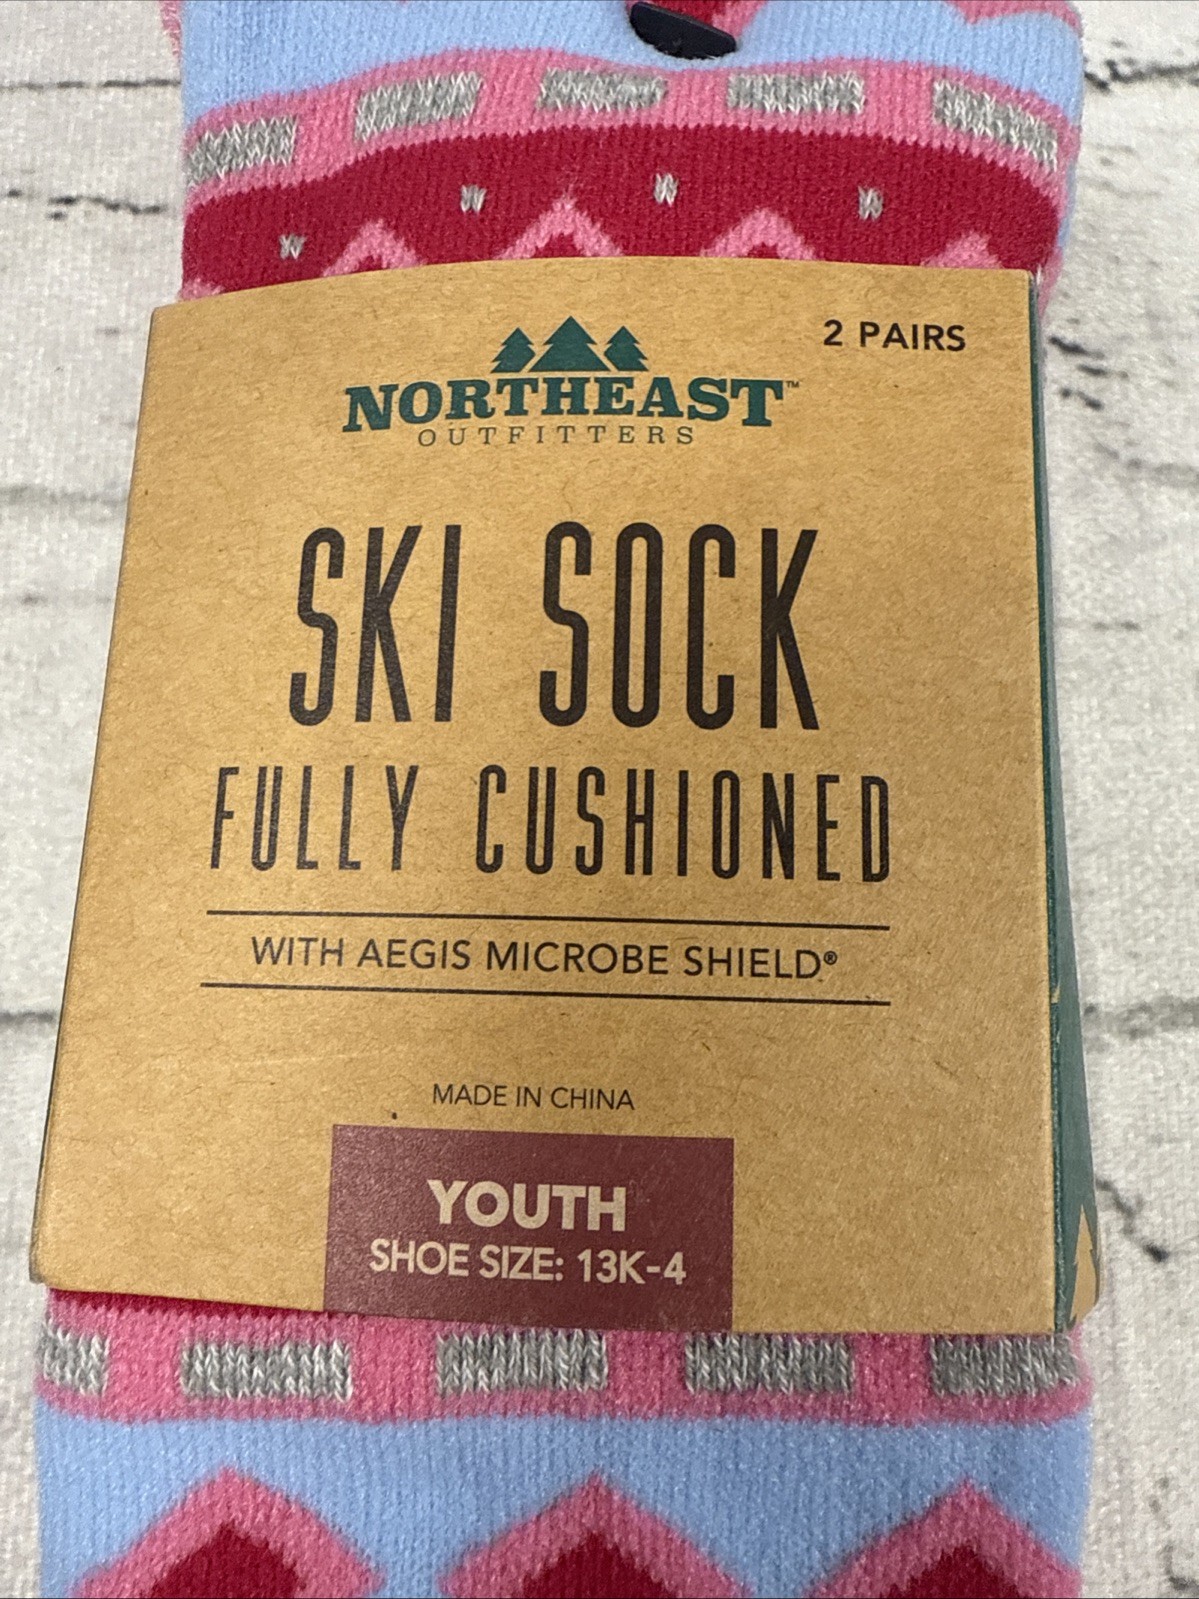 2 PAIRS
NORTHEAST™
OUTFITTERS
SKI SOCK
FULLY CUSHIONED
WITH AEGIS MICROBE SHIELD®
MADE IN CHINA
YOUTH
SHOE SIZE: 13K-4